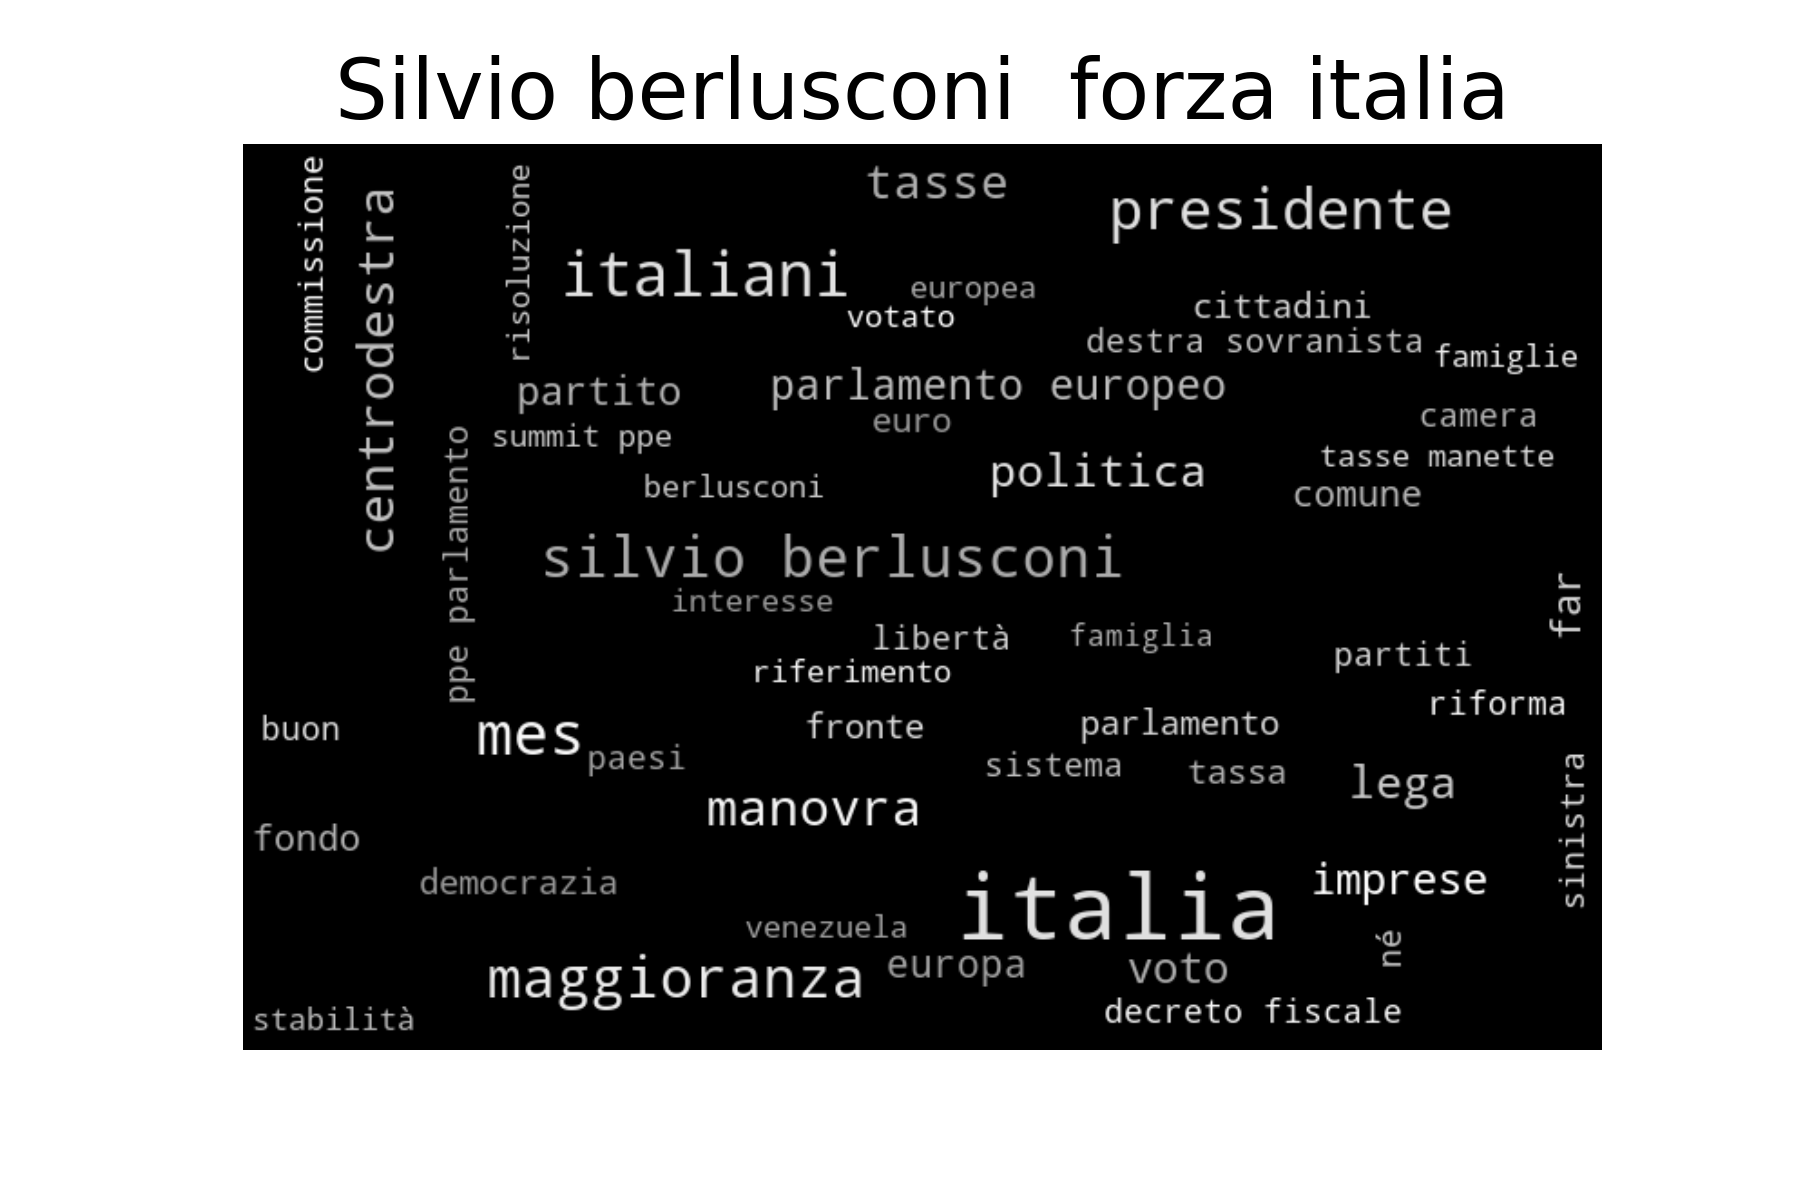 Silvio berlusconi  forza italia
commissione
centrodestra
risoluzione
tasse
presidente
italiani
europea
votato
cittadini
destra sovranista
famiglie
partito
parlamento europeo
euro
camera
summit ppe
tasse manette
politica
berlusconi
comune
ppe parlamento
silvio berlusconi
interesse
far
libertà
famiglia
partiti
riferimento
riforma
buon
mes
paesi
fronte
parlamento
sistema
tassa
lega
sinistra
manovra
fondo
democrazia
italia
imprese
venezuela
né
maggioranza
europa
voto
decreto fiscale
stabilità